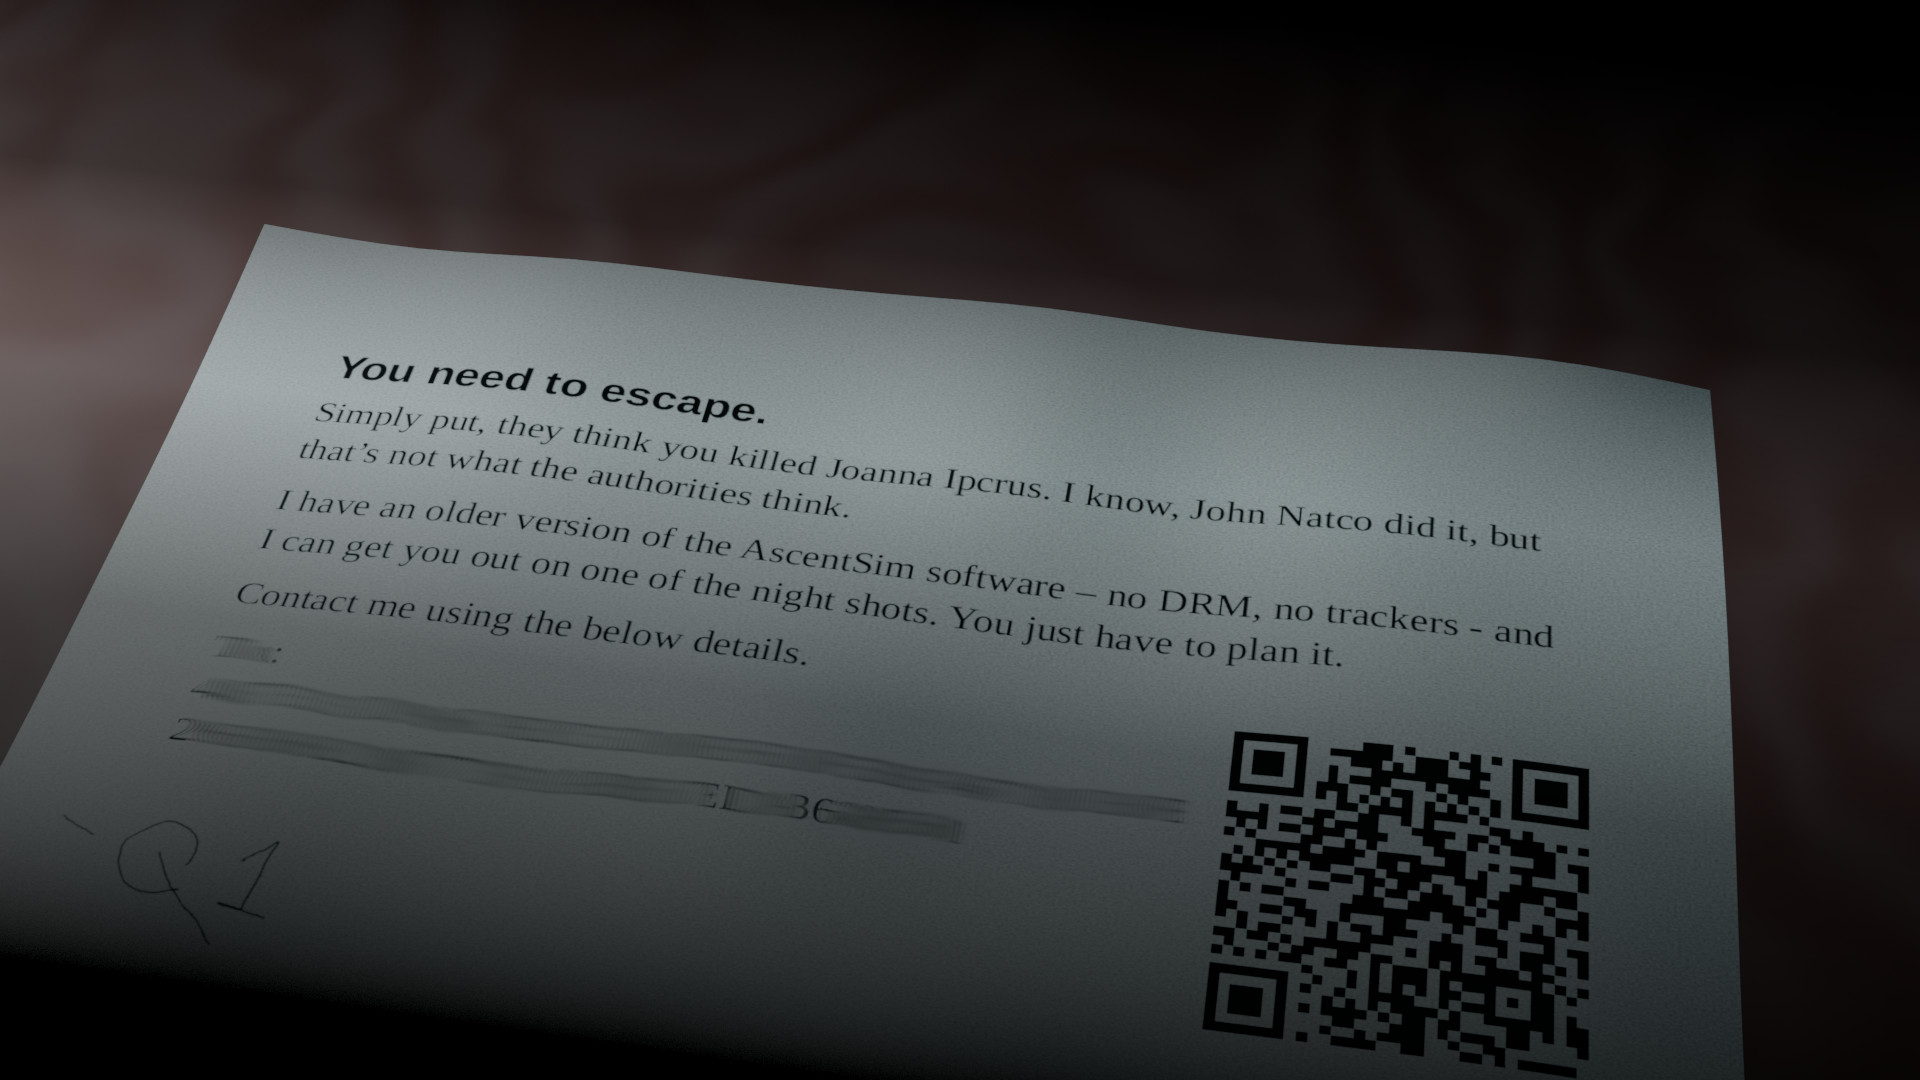 You need to escape.
Simply put, they think you killed Joanna Ipcrus. I know, John Natco did it, but
that’s not what the authorities think.
I have an older version of the AscentSim software – no DRM, no trackers - and
I can get you out on one of the night shots. You just have to plan it.
Contact me using the below details.
- Q1